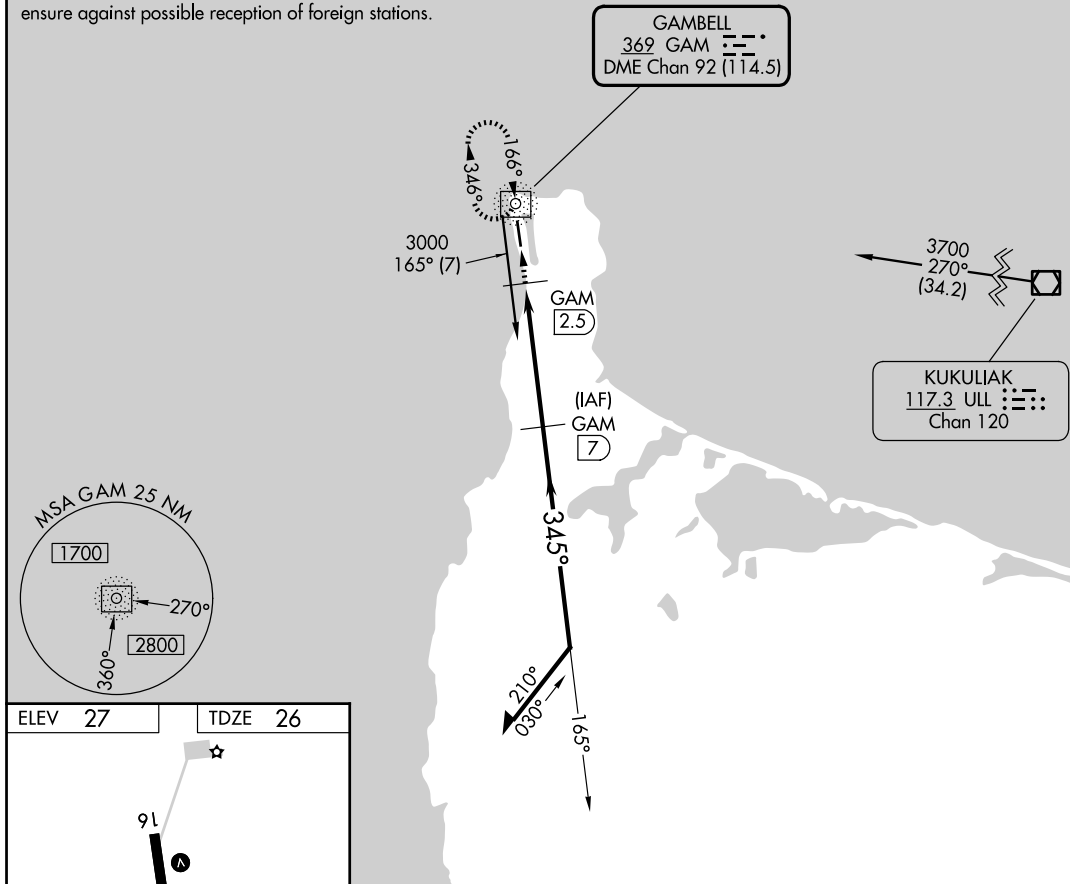 ensure against possible reception of foreign stations.
GAMBELL
369 GAM
DME Chan 92 (114.5)
166°
346°
3000
165° (7)
3700
270°
(34.2)
GAM
2.5
KUKULIAK
117.3 ULL
Chan 120
(IAF)
GAM
7
345°
MSA GAM 25 NM
1700
270°
2800
360°
210°
030°
165°
ELEV 27
TDZE 26
16
V